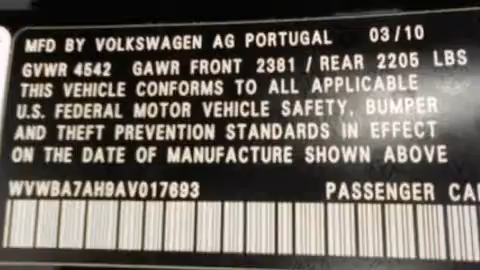 MFD BY VOLKSWAGEN AG PORTUGAL 03/10
GVWR 4542 GAWR FRONT 2381 / REAR 2205 LBS
THIS VEHICLE CONFORMS TO ALL APPLICABLE
U.S. FEDERAL MOTOR VEHICLE SAFETY, BUMPER
AND THEFT PREVENTION STANDARDS IN EFFECT
ON THE DATE OF MANUFACTURE SHOWN ABOVE
WVWBA7AH9AV017693 PASSENGER CA